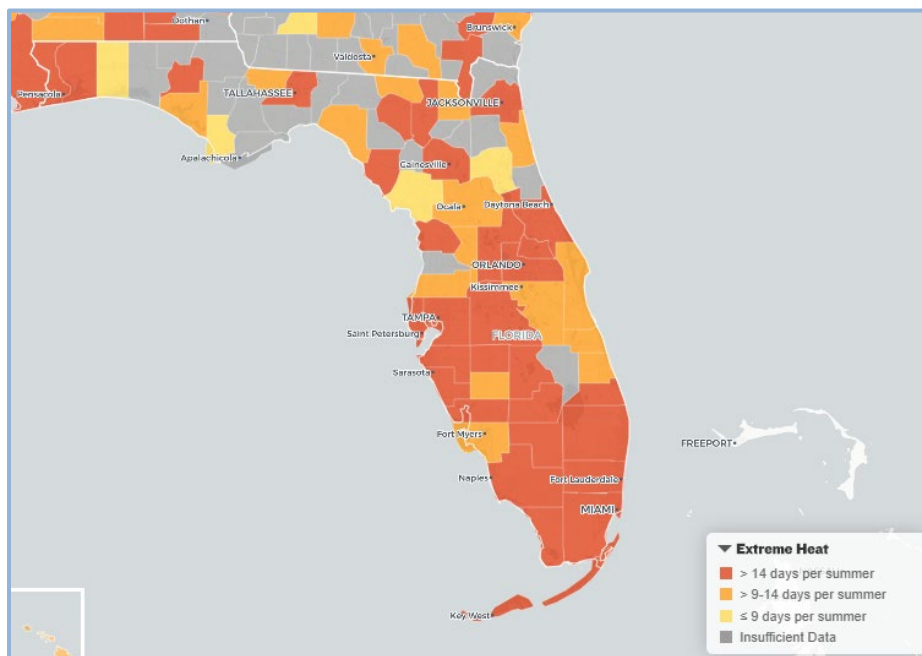 Dothan
Brunswick
Valdosta
Pensacola
TALLAHASSEE
JACKSONVILLE
Apalachicola
Gainesville
Ocala
Daytona Beach
ORLANDO
Kissimmee
TAMPA
Saint Petersburg
FLORIDA
Sarasota
Fort Myers
FREEPORT
Naples
Fort Lauderdale
MIAMI
Key West
Extreme Heat
> 14 days per summer
> 9-14 days per summer
≤ 9 days per summer
Insufficient Data